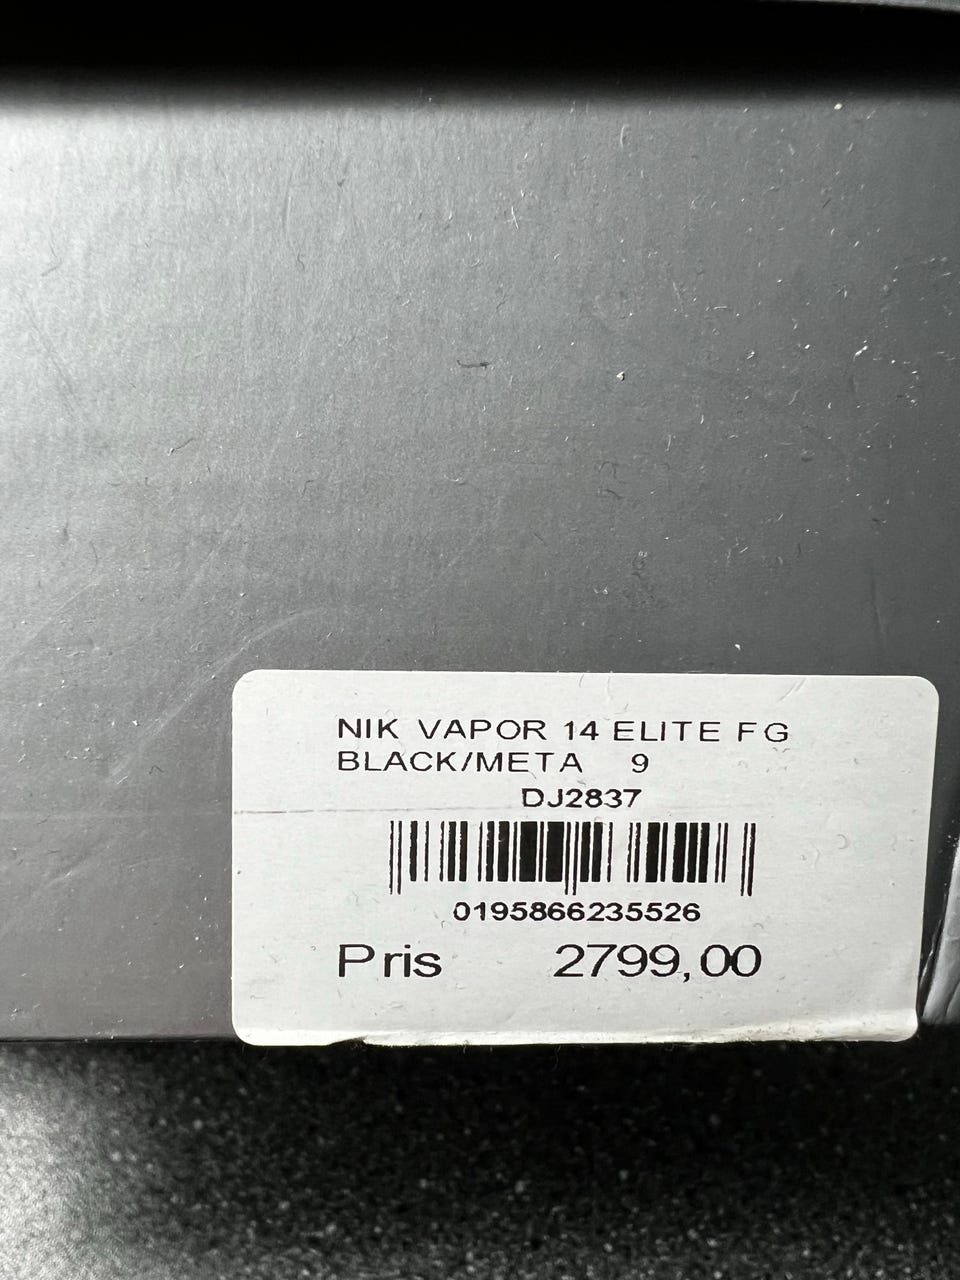 NIK VAPOR 14 ELITE FG
BLACK/META 9
DJ2837
0195866235526
Pris 2799,00